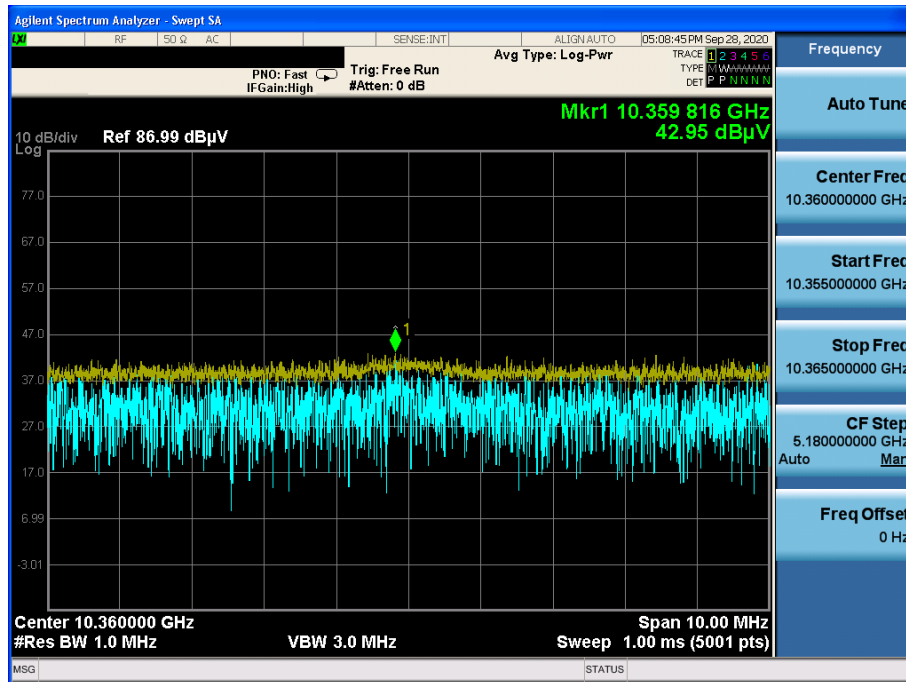 Agilent Spectrum Analyzer - Swept SA
LXI RF 50 Ω AC SENSE:INT ALIGN AUTO 05:08:45 PM Sep 28, 2020
Avg Type: Log-Pwr
PNO: Fast
IFGain:High
Trig: Free Run
#Atten: 0 dB
TRACE 1 2 3 4 5 6
TYPE M W W W W W
DET P P N N N N
Mkr1 10.359 816 GHz
42.95 dBµV
10 dB/div Ref 86.99 dBµV
Log
77.0
67.0
57.0
47.0
37.0
27.0
17.0
6.99
-3.01
1
Center 10.360000 GHz Span 10.00 MHz
#Res BW 1.0 MHz VBW 3.0 MHz Sweep 1.00 ms (5001 pts)
MSG STATUS
Frequency
Auto Tune
Center Freq
10.360000000 GHz
Start Freq
10.355000000 GHz
Stop Freq
10.365000000 GHz
CF Step
5.180000000 GHz
Auto Man
Freq Offset
0 Hz